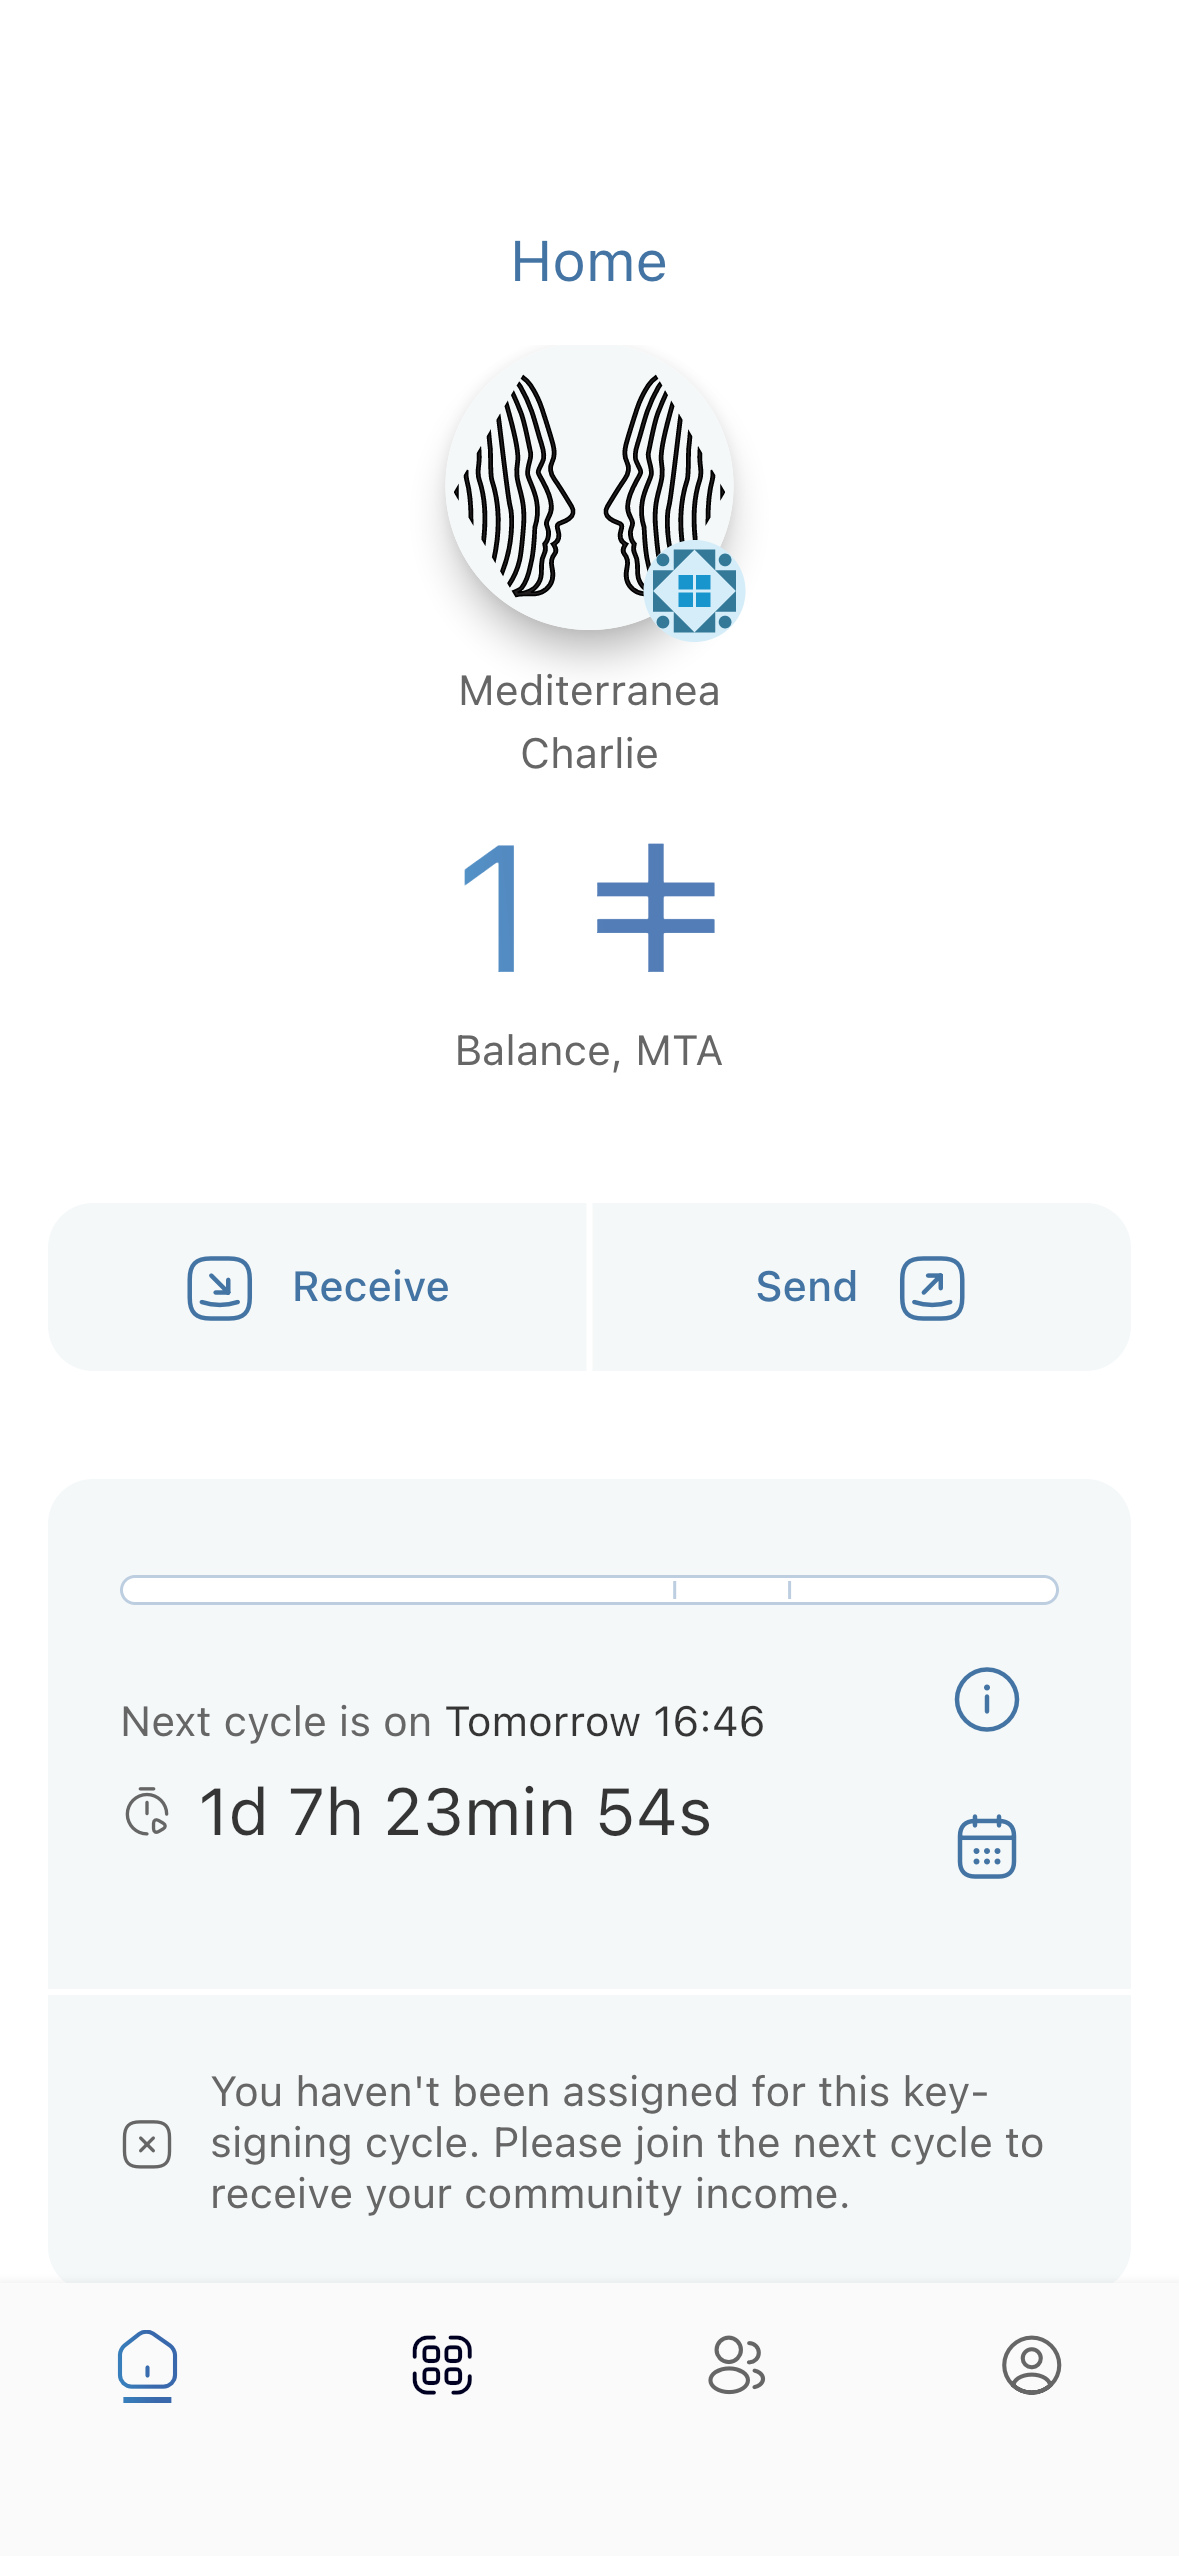 Home
Mediterranea
Charlie
1 ⵐ
Balance, MTA
Receive
Send
Next cycle is on Tomorrow 16:46
1d 7h 23min 54s
You haven't been assigned for this key-
signing cycle. Please join the next cycle to
receive your community income.